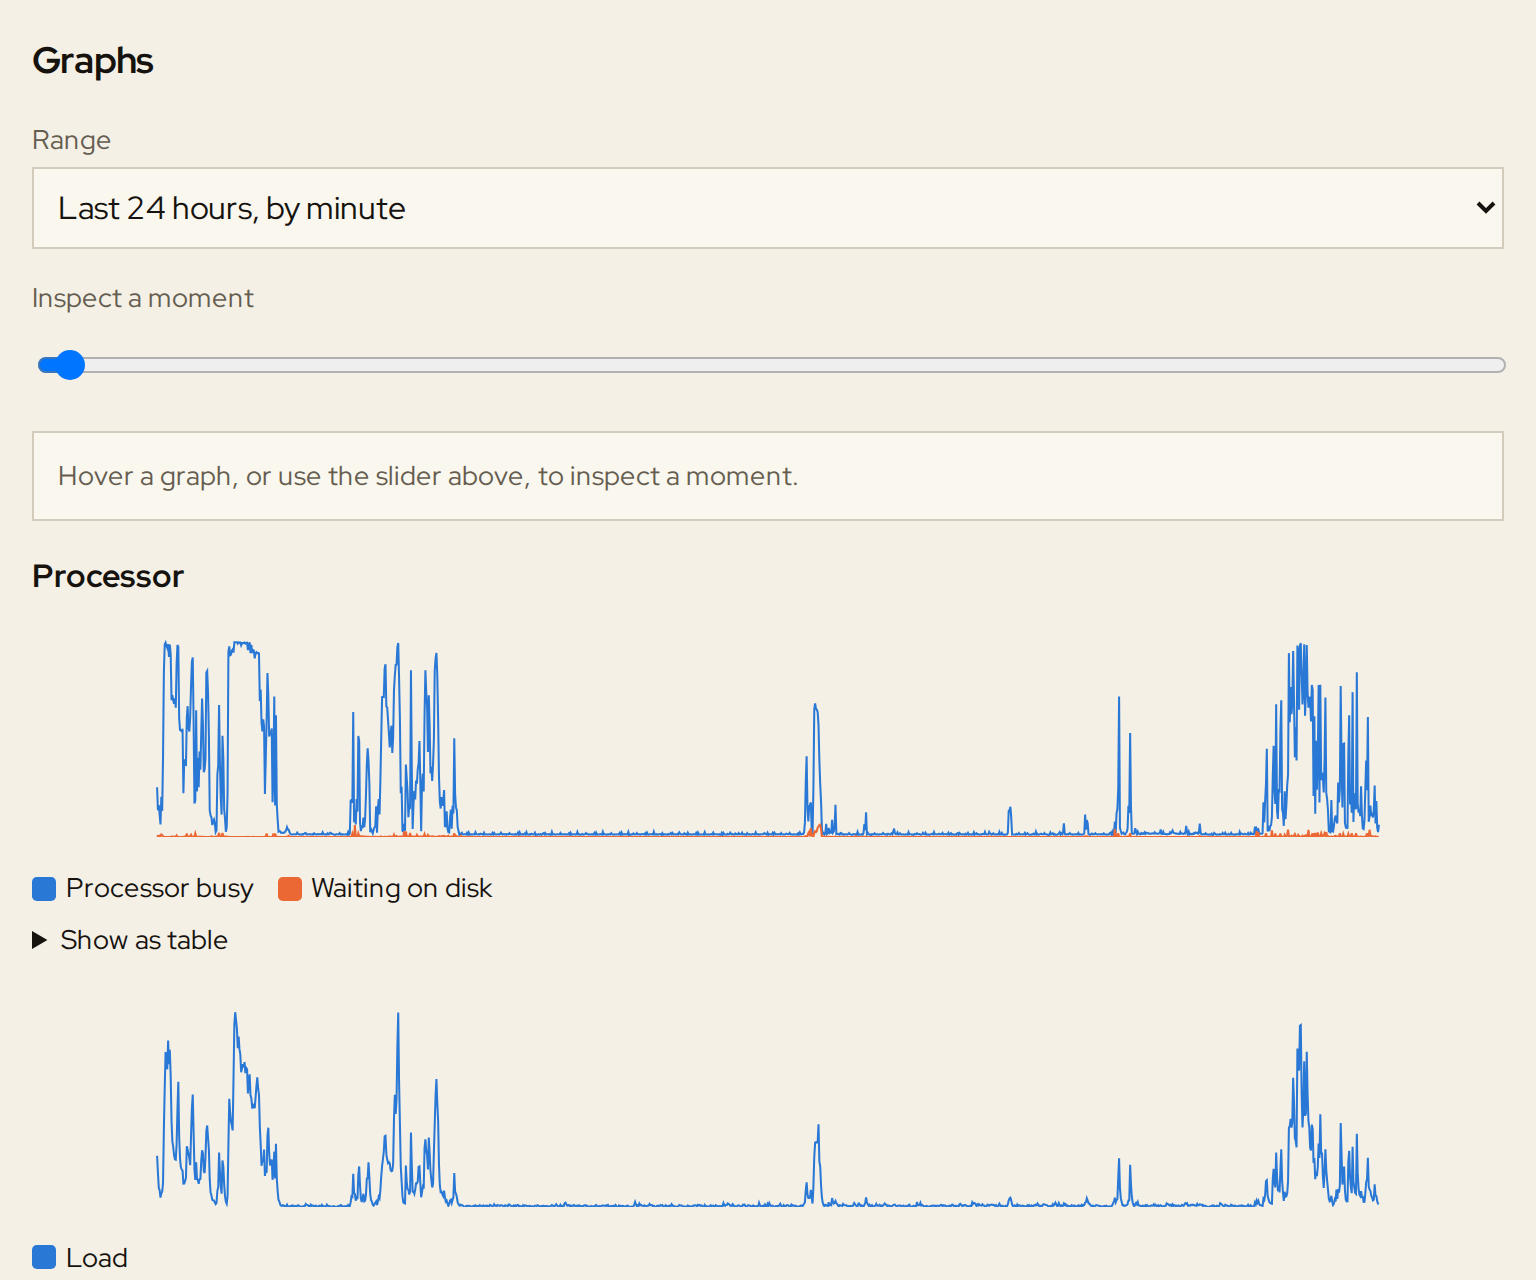 Graphs
Range
Last 24 hours, by minute
Inspect a moment
Hover a graph, or use the slider above, to inspect a moment.
Processor
Processor busy Waiting on disk
Show as table
Load